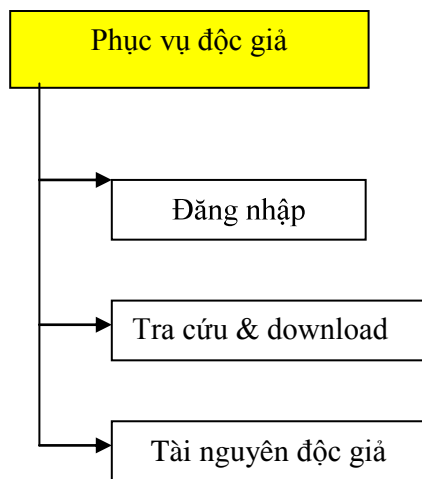 Phục vụ độc giả
Đăng nhập
Tra cứu & download
Tài nguyên độc giả